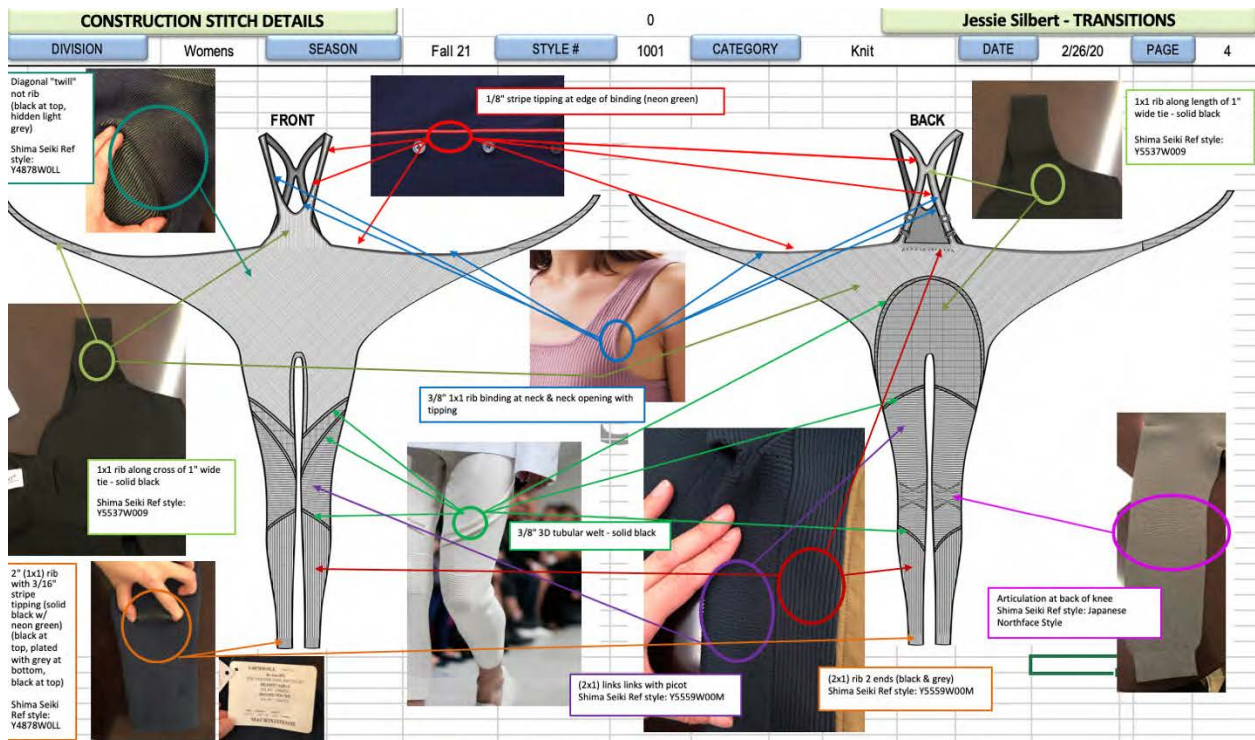 CONSTRUCTION STITCH DETAILS
0
Jessie Silbert - TRANSITIONS
DIVISION
Womens
SEASON
Fall 21
STYLE #
1001
CATEGORY
Knit
DATE
2/26/20
PAGE
4
Diagonal "twill"
not rib
(black at top,
hidden light
grey)
Shima Seiki Ref
style:
Y4878W0LL
FRONT
1/8" stripe tipping at edge of binding (neon green)
BACK
1x1 rib along length of 1"
wide tie - solid
black
Shima Seiki Ref style:
Y5537W009
3/8" 1x1 rib binding at neck & neck opening with
tipping
1x1 rib along cross of 1" wide
tie - solid black
Shima Seiki Ref style:
Y5537W009
3/8" 3D tubular welt - solid black
2" (1x1) rib
with 3/16"
stripe
tipping (solid
black w/
neon green)
(black at
top, plated
with grey at
bottom,
black at top)
Shima Seiki
Ref style:
Y4878W0LL
Articulation at back of knee
Shima Seiki Ref style: Japanese
Northface Style
(2x1) links links with picot
Shima Seiki Ref style: Y5559W00M
(2x1) rib 2 ends (black & grey)
Shima Seiki Ref style: Y5559W00M